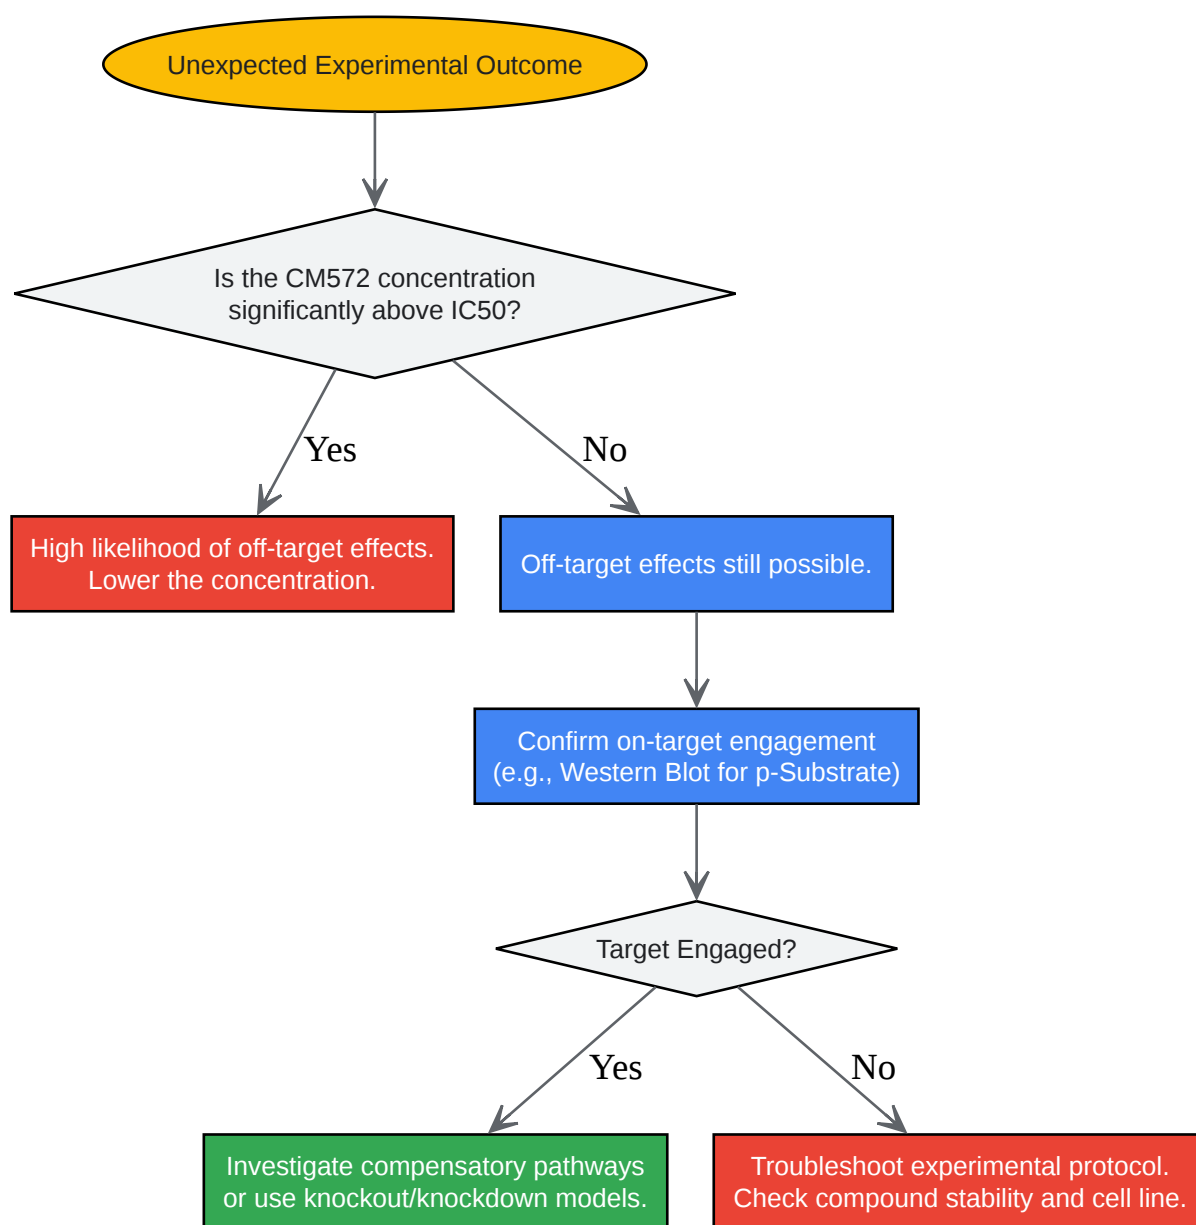 Unexpected Experimental Outcome
Is the CM572 concentration
significantly above IC50?
Yes
No
High likelihood of off-target effects.
Lower the concentration.
Off-target effects still possible.
Confirm on-target engagement
(e.g., Western Blot for p-Substrate)
Target Engaged?
Yes
No
Investigate compensatory pathways
or use knockout/knockdown models.
Troubleshoot experimental protocol.
Check compound stability and cell line.